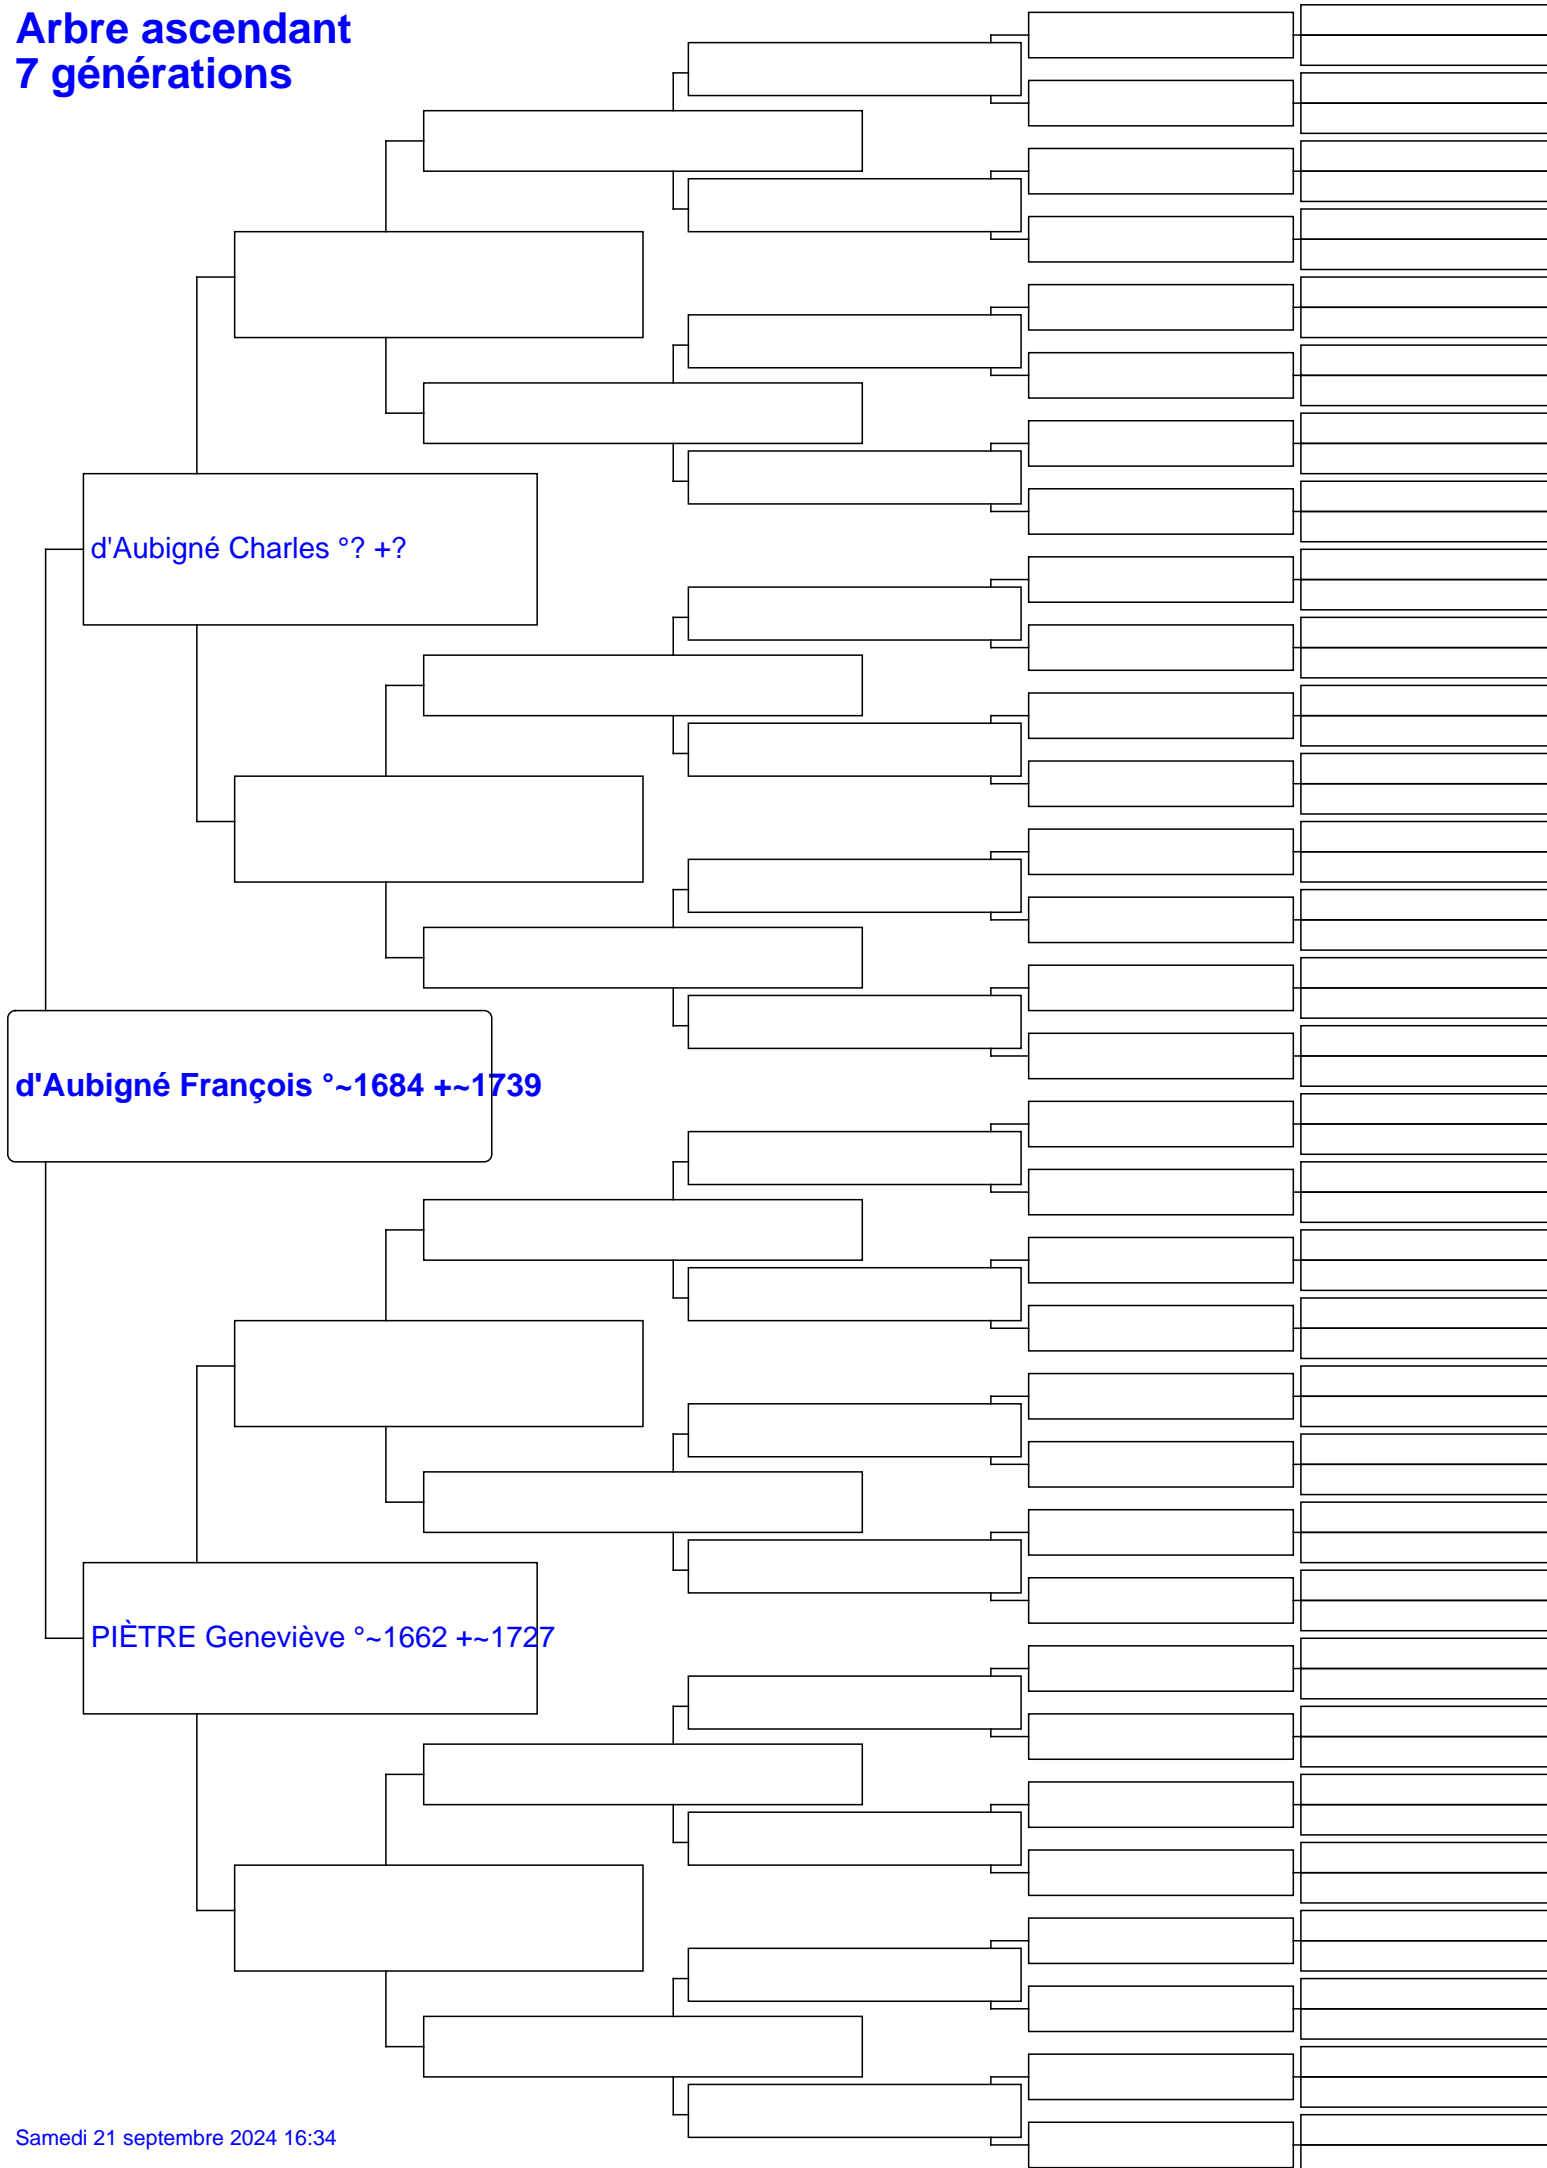 Arbre ascendant
7 générations
d'Aubigné Charles °? +?
d'Aubigné François °~1684 +~1739
PIÈTRE Geneviève °~1662 +~1727
Samedi 21 septembre 2024 16:34